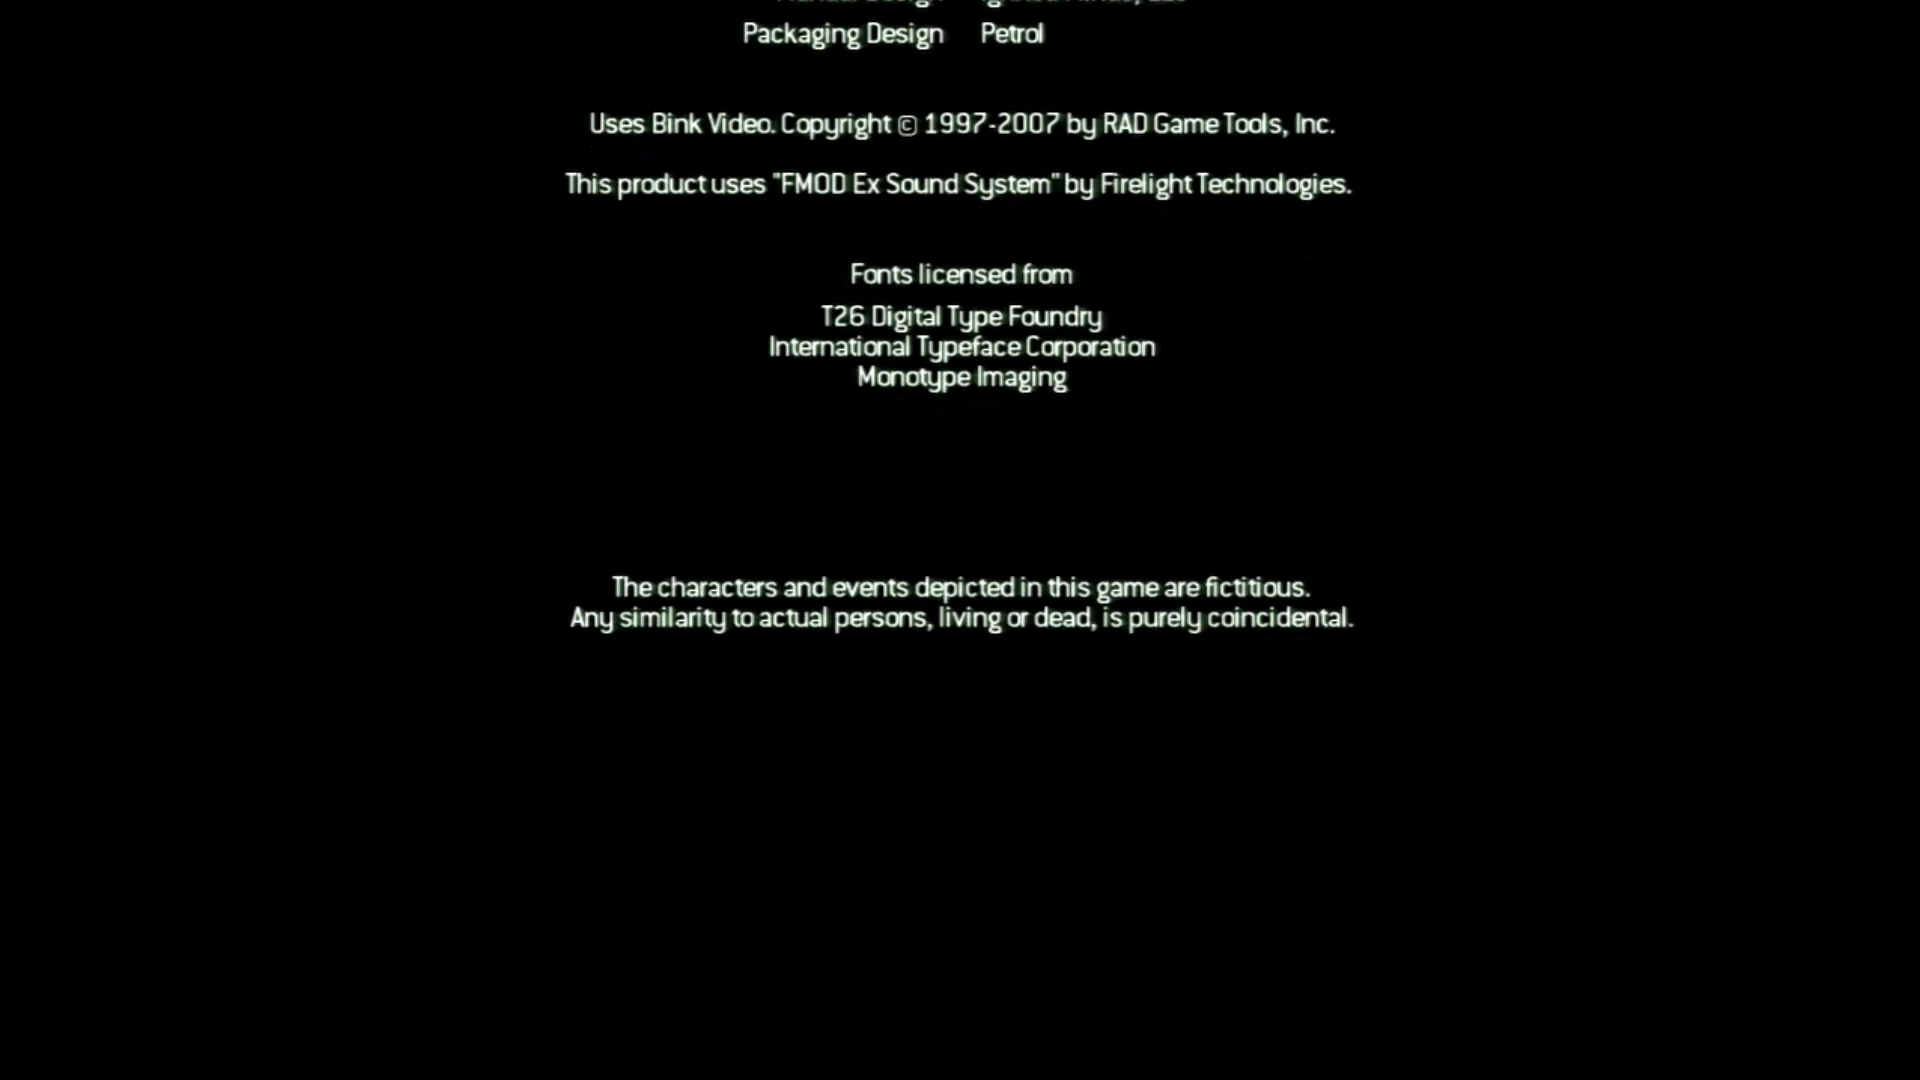 Packaging Design Petrol
Uses Bink Video. Copyright © 1997-2007 by RAD Game Tools, Inc.
This product uses "FMOD Ex Sound System" by Firelight Technologies.
Fonts licensed from
T26 Digital Type Foundry
International Typeface Corporation
Monotype Imaging
The characters and events depicted in this game are fictitious.
Any similarity to actual persons, living or dead, is purely coincidental.